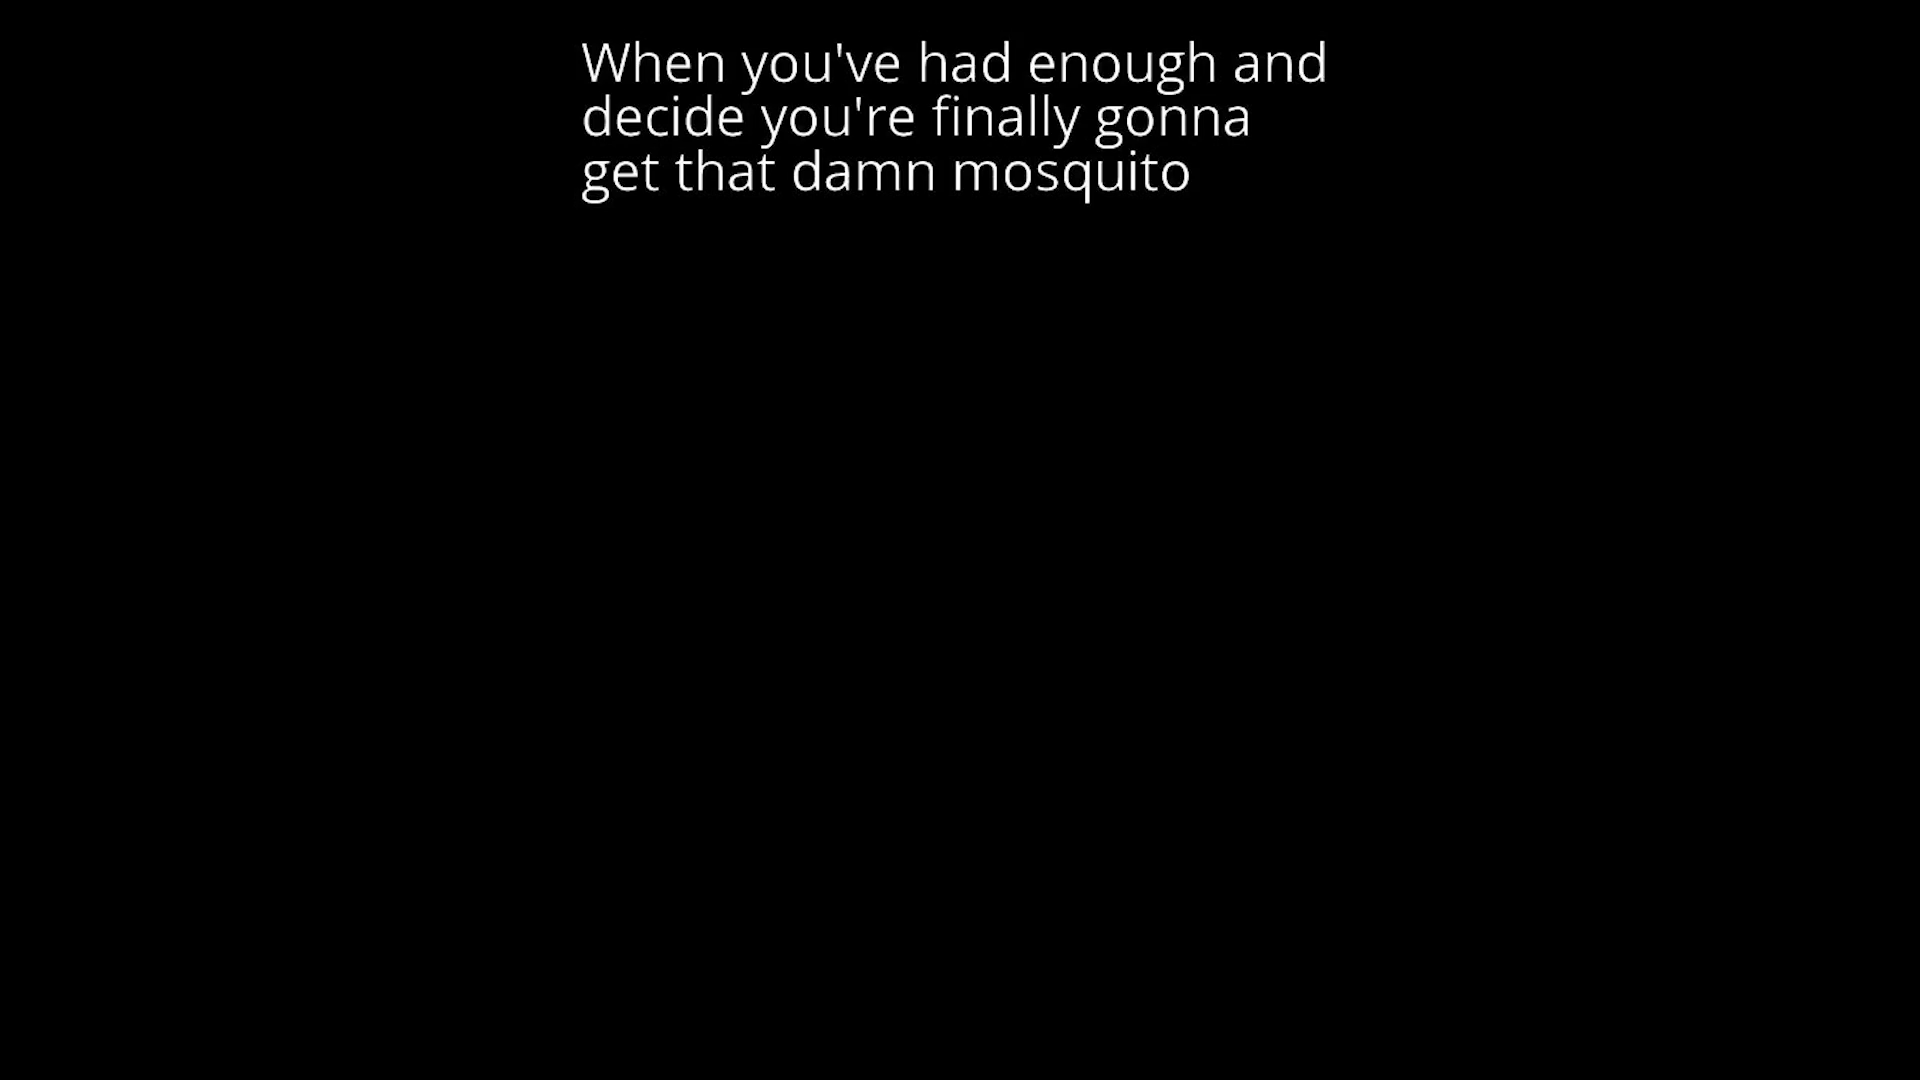 When you've had enough and
decide you're finally gonna
get that damn mosquito